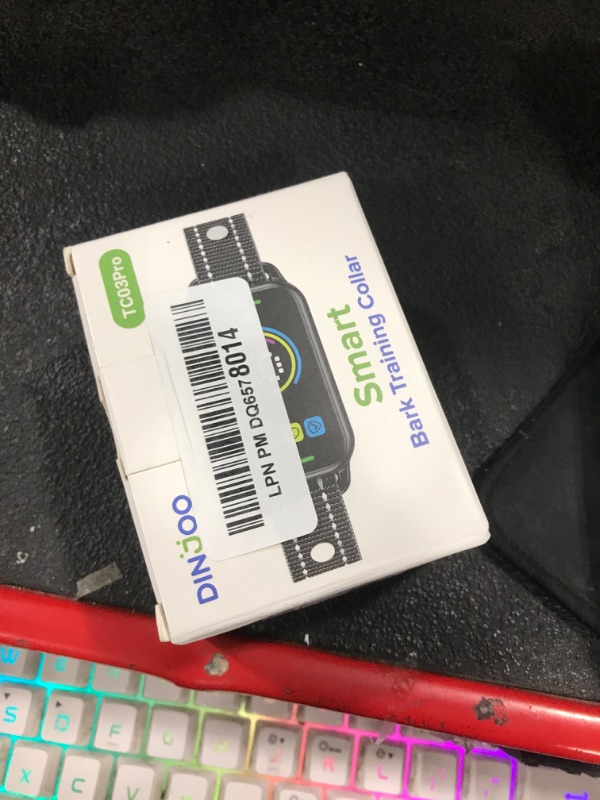 TC03Pro
DINJOO
LPN PM DQ6578014
Smart
Bark Training Collar
W
S
D
F
X
C
V